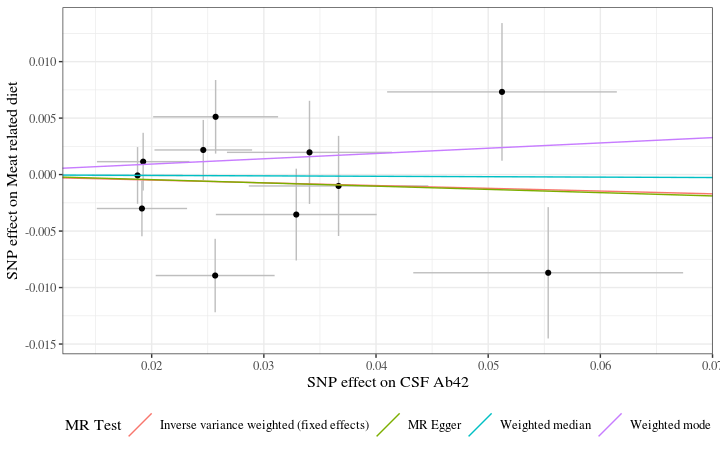 SNP effect on Meat related diet
0.010
0.005
0.000
-0.005
-0.010
-0.015
0.02
0.03
0.04
0.05
0.06
0.07
SNP effect on CSF Ab42
MR Test
Inverse variance weighted (fixed effects)
MR Egger
Weighted median
Weighted mode